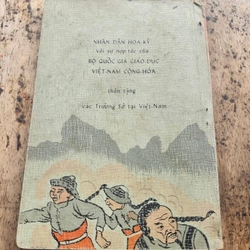 NHÂN DÂN HOA-KỲ
với sự hợp tác của
BỘ QUỐC GIA GIÁO DỤC
VIỆT-NAM CỘNG-HÒA
thân tặng
các Trường Sở tại Việt-Nam